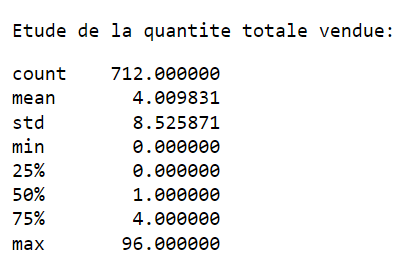 Etude de la quantite totale vendue:
count 712.000000
mean 4.009831
std 8.525871
min 0.000000
25% 0.000000
50% 1.000000
75% 4.000000
max 96.000000